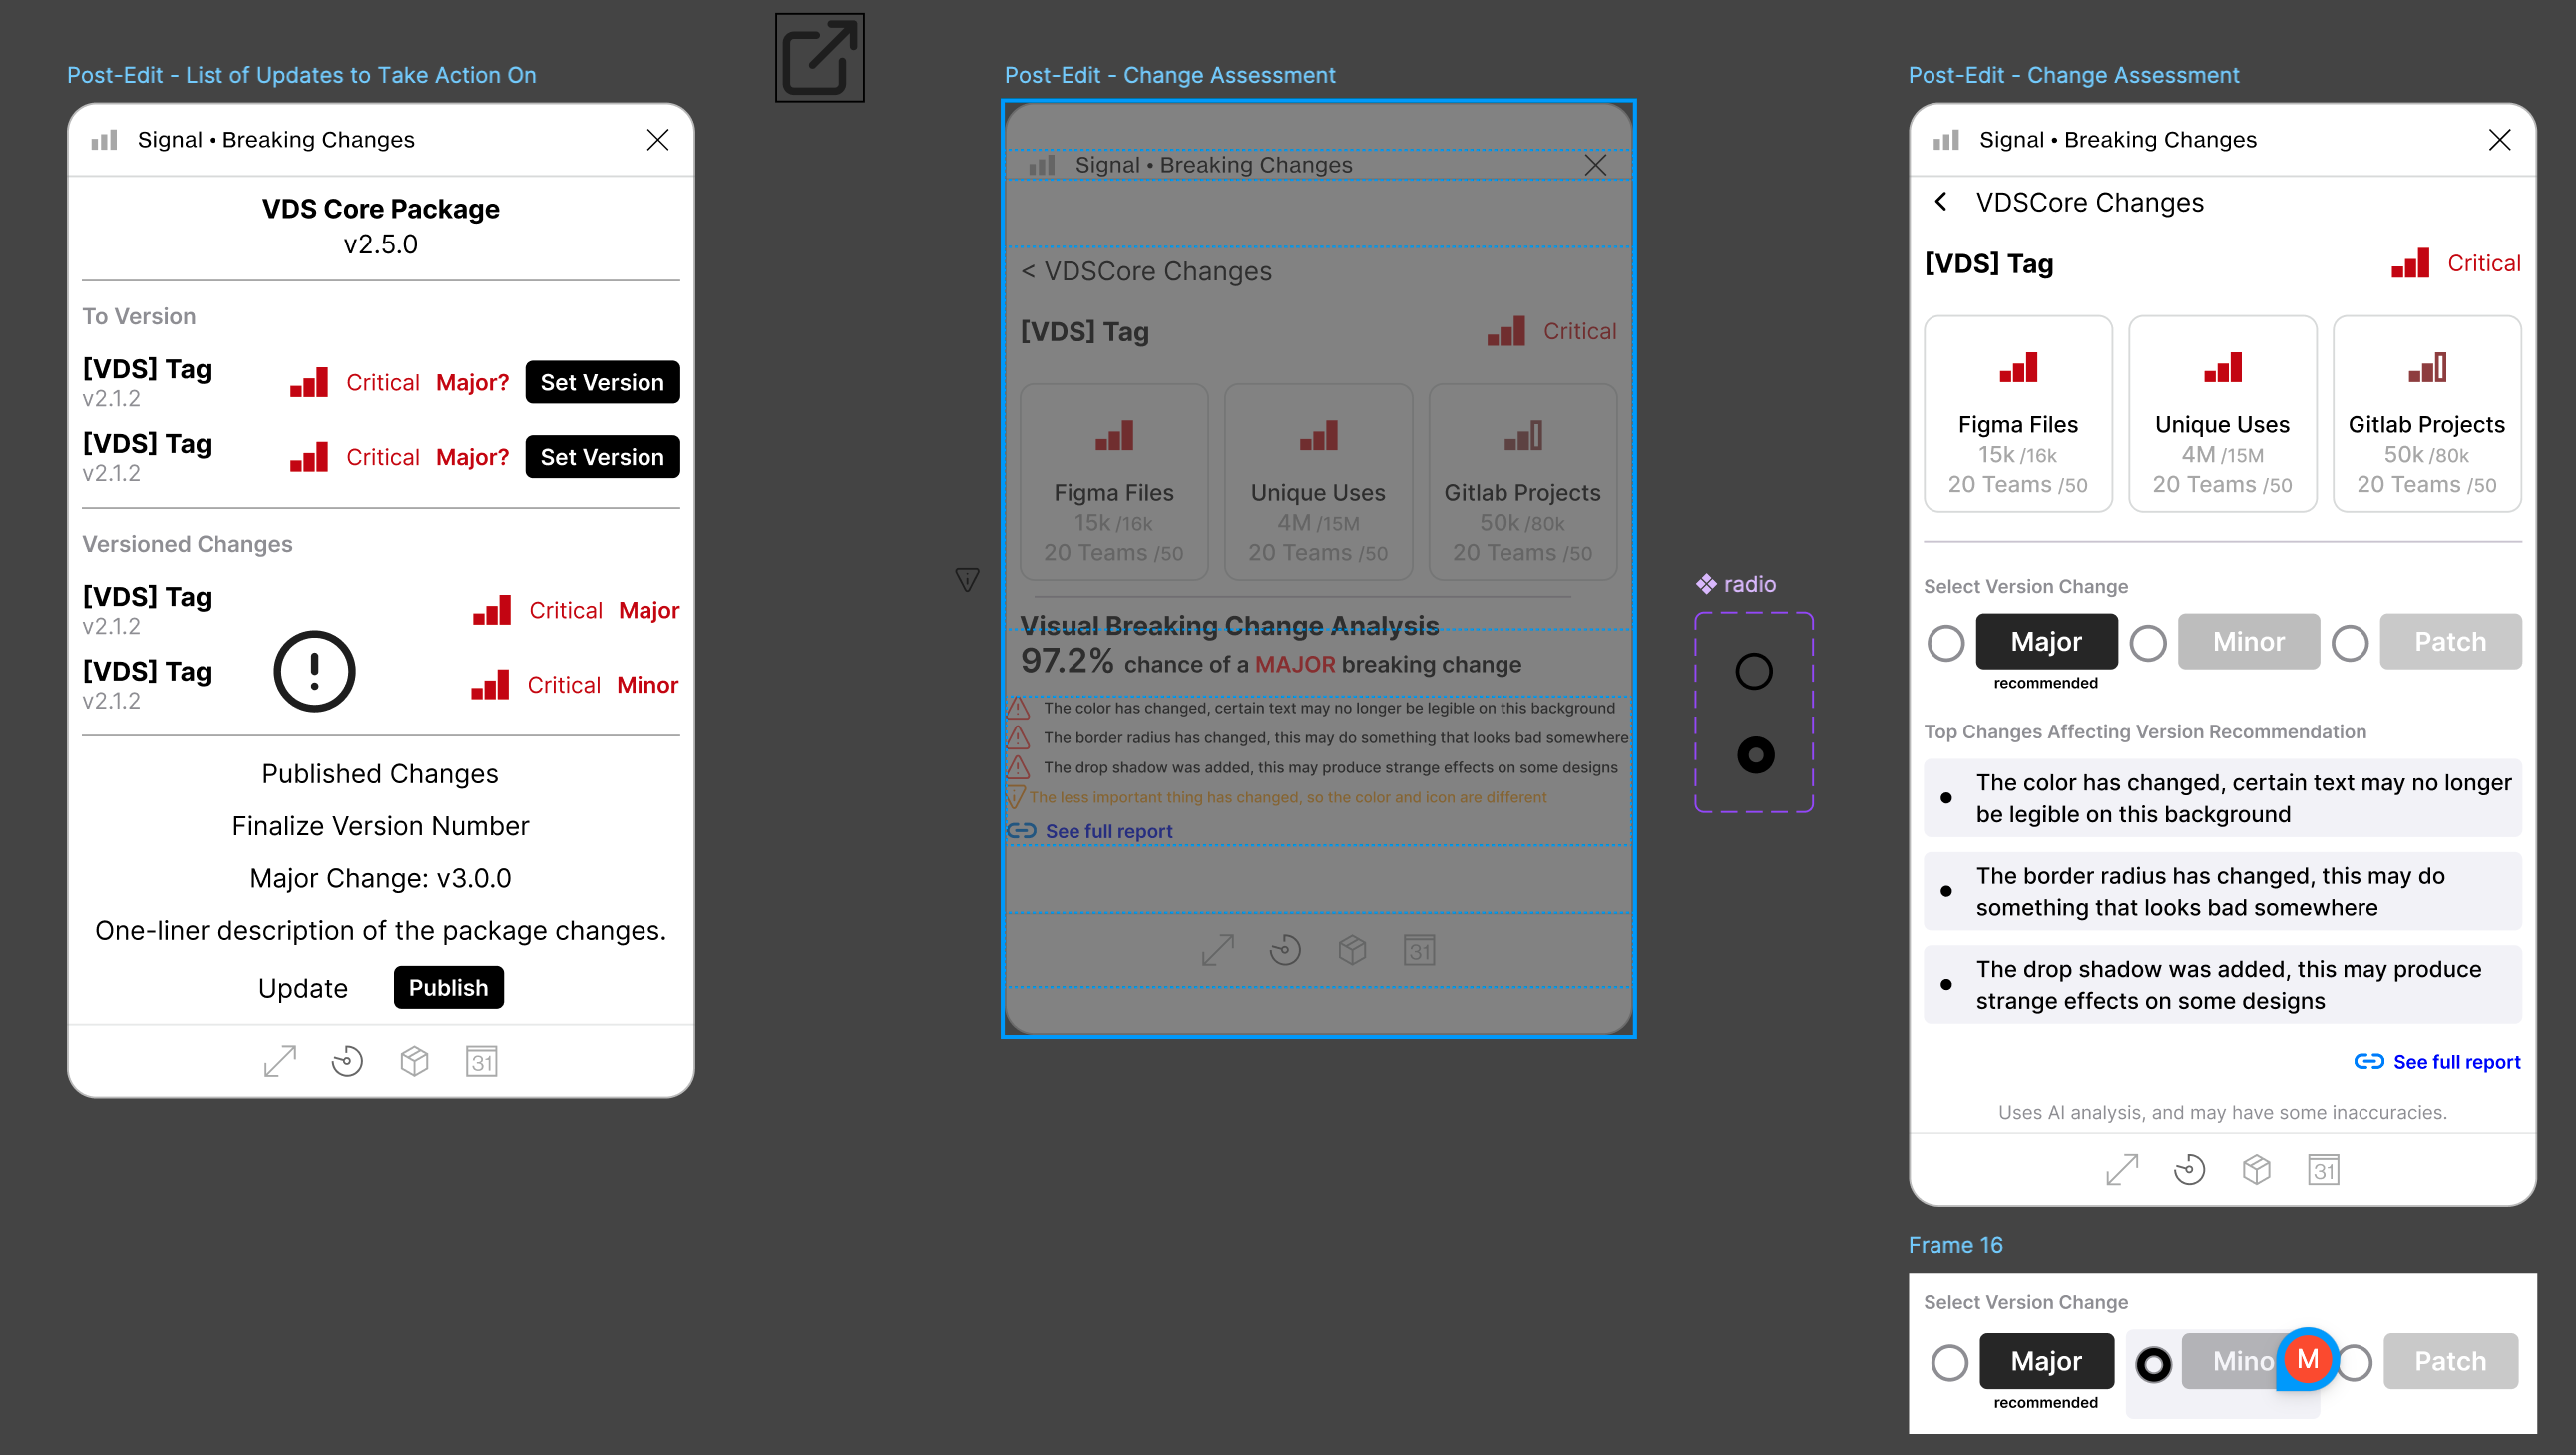 Post-Edit - List of Updates to Take Action On
Signal • Breaking Changes
VDS Core Package
v2.5.0
To Version
[VDS] Tag
v2.1.2
Critical Major? Set Version
[VDS] Tag
v2.1.2
Critical Major? Set Version
Versioned Changes
[VDS] Tag
v2.1.2
Critical Major
[VDS] Tag
v2.1.2
Critical Minor
Published Changes
Finalize Version Number
Major Change: v3.0.0
One-liner description of the package changes.
Update Publish
31
Post-Edit - Change Assessment
Signal • Breaking Changes
< VDSCore Changes
[VDS] Tag Critical
Figma Files
15k /16k
20 Teams /50
Unique Uses
4M /15M
20 Teams /50
Gitlab Projects
50k /80k
20 Teams /50
Visual Breaking Change Analysis
97.2% chance of a MAJOR breaking change
The color has changed, certain text may no longer be legible on this background
The border radius has changed, this may do something that looks bad somewhere
The drop shadow was added, this may produce strange effects on some designs
The less important thing has changed, so the color and icon are different
See full report
31
radio
Post-Edit - Change Assessment
Signal • Breaking Changes
VDSCore Changes
[VDS] Tag Critical
Figma Files
15k /16k
20 Teams /50
Unique Uses
4M /15M
20 Teams /50
Gitlab Projects
50k /80k
20 Teams /50
Select Version Change
Major Minor Patch
recommended
Top Changes Affecting Version Recommendation
• The color has changed, certain text may no longer
be legible on this background
• The border radius has changed, this may do
something that looks bad somewhere
• The drop shadow was added, this may produce
strange effects on some designs
See full report
Uses AI analysis, and may have some inaccuracies.
31
Frame 16
Select Version Change
Major Mino M Patch
recommended